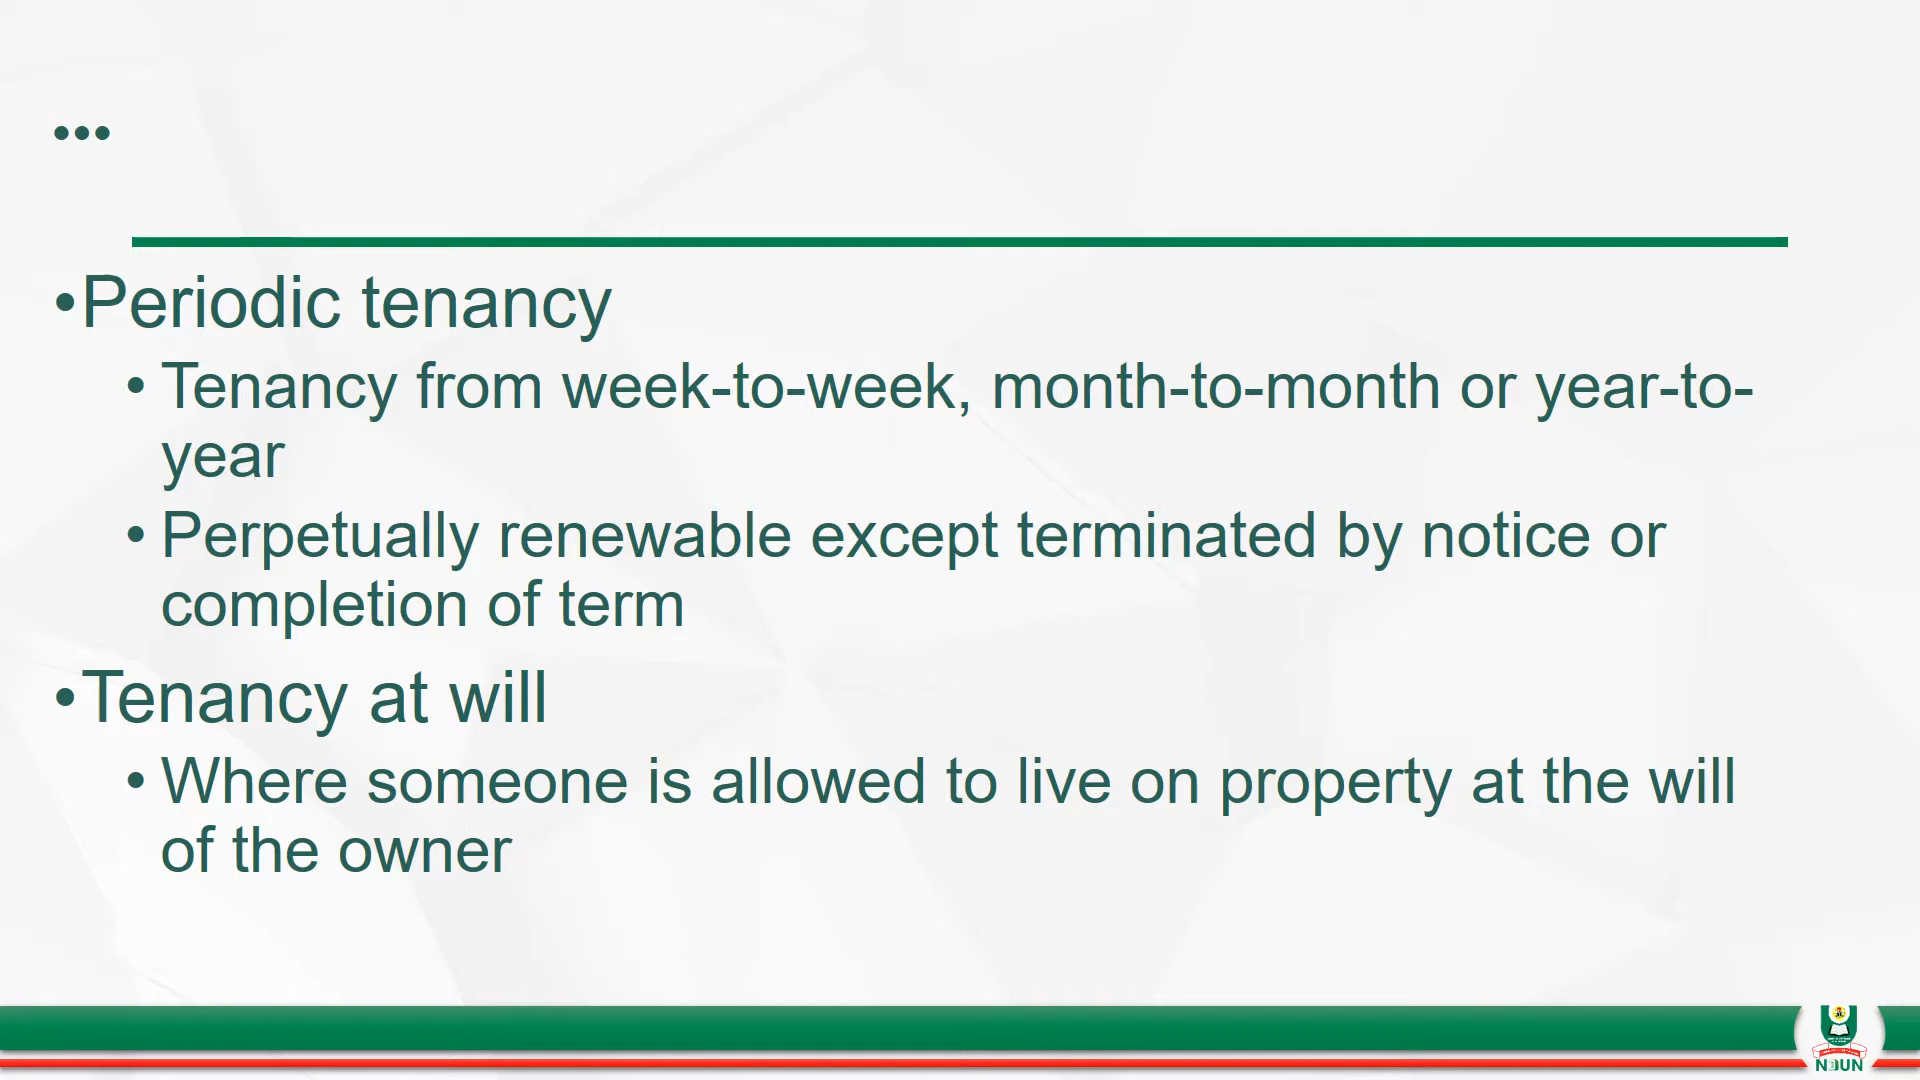 ...
•Periodic tenancy
• Tenancy from week-to-week, month-to-month or year-to-
year
• Perpetually renewable except terminated by notice or
completion of term
•Tenancy at will
• Where someone is allowed to live on property at the will
of the owner
NOUN